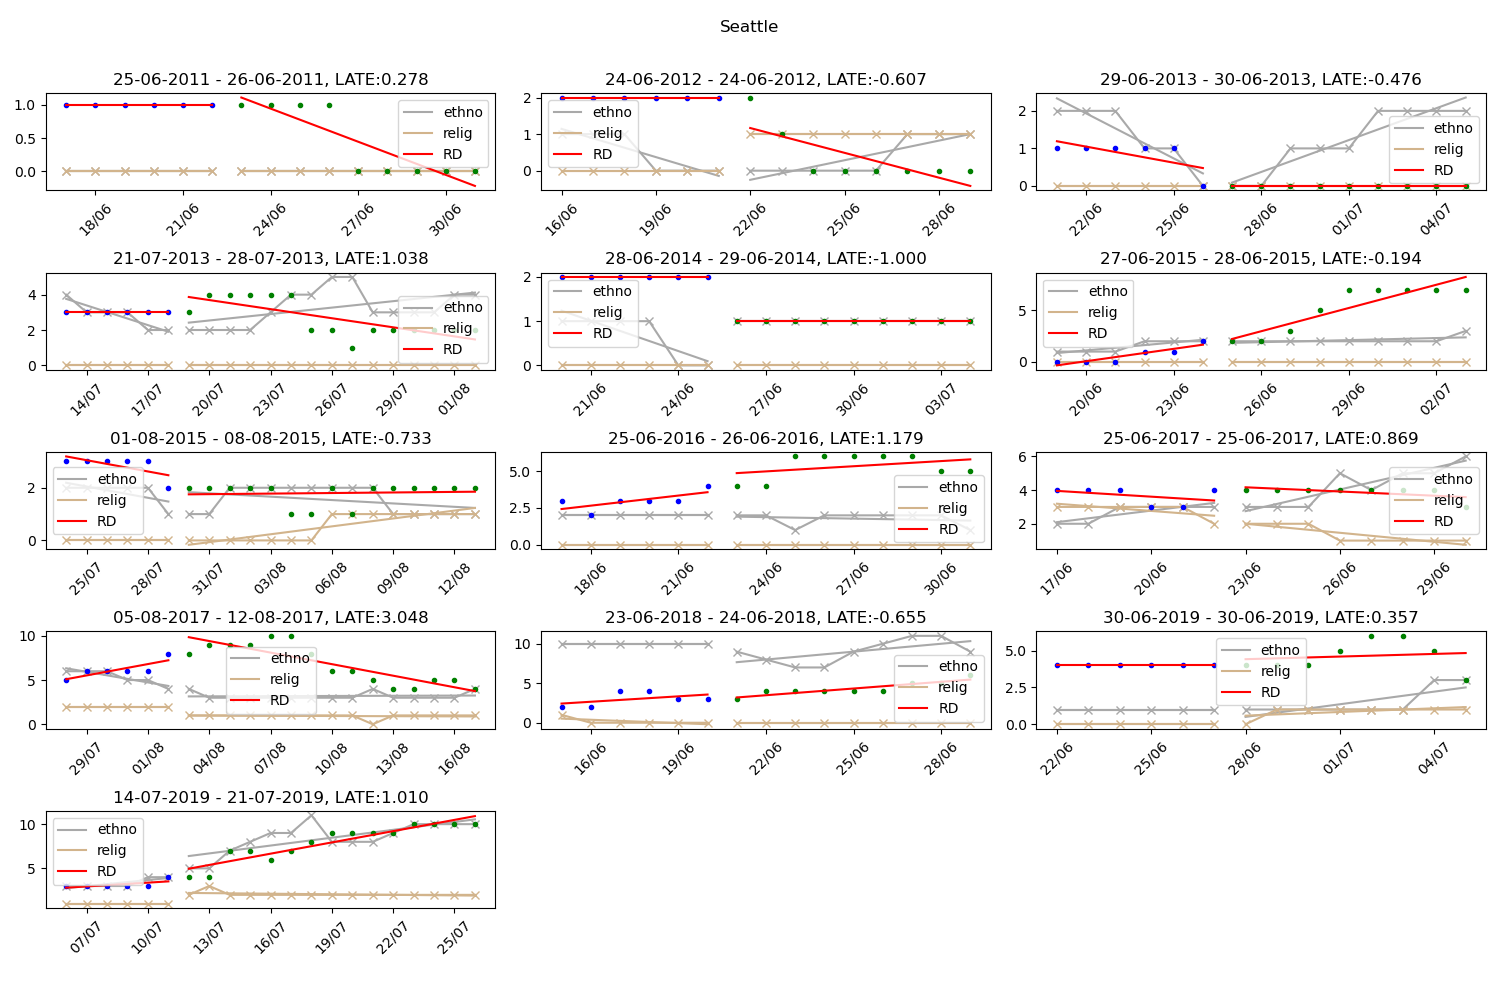 Seattle
25-06-2011 - 26-06-2011, LATE:0.278
1.0
0.5
0.0
ethno
relig
RD
18/06
21/06
24/06
27/06
30/06
24-06-2012 - 24-06-2012, LATE:-0.607
2
1
0
ethno
relig
RD
16/06
19/06
22/06
25/06
28/06
29-06-2013 - 30-06-2013, LATE:-0.476
2
1
0
ethno
relig
RD
22/06
25/06
28/06
01/07
04/07
21-07-2013 - 28-07-2013, LATE:1.038
4
2
0
ethno
relig
RD
14/07
17/07
20/07
23/07
26/07
29/07
01/08
28-06-2014 - 29-06-2014, LATE:-1.000
2
1
0
ethno
relig
RD
21/06
24/06
27/06
30/06
03/07
27-06-2015 - 28-06-2015, LATE:-0.194
5
0
ethno
relig
RD
20/06
23/06
26/06
29/06
02/07
01-08-2015 - 08-08-2015, LATE:-0.733
2
0
ethno
relig
RD
25/07
28/07
31/07
03/08
06/08
09/08
12/08
25-06-2016 - 26-06-2016, LATE:1.179
5.0
2.5
0.0
ethno
relig
RD
18/06
21/06
24/06
27/06
30/06
25-06-2017 - 25-06-2017, LATE:0.869
6
4
2
ethno
relig
RD
17/06
20/06
23/06
26/06
29/06
05-08-2017 - 12-08-2017, LATE:3.048
10
5
0
ethno
relig
RD
29/07
01/08
04/08
07/08
10/08
13/08
16/08
23-06-2018 - 24-06-2018, LATE:-0.655
10
5
0
ethno
relig
RD
16/06
19/06
22/06
25/06
28/06
30-06-2019 - 30-06-2019, LATE:0.357
5.0
2.5
0.0
ethno
relig
RD
22/06
25/06
28/06
01/07
04/07
14-07-2019 - 21-07-2019, LATE:1.010
10
5
ethno
relig
RD
07/07
10/07
13/07
16/07
19/07
22/07
25/07